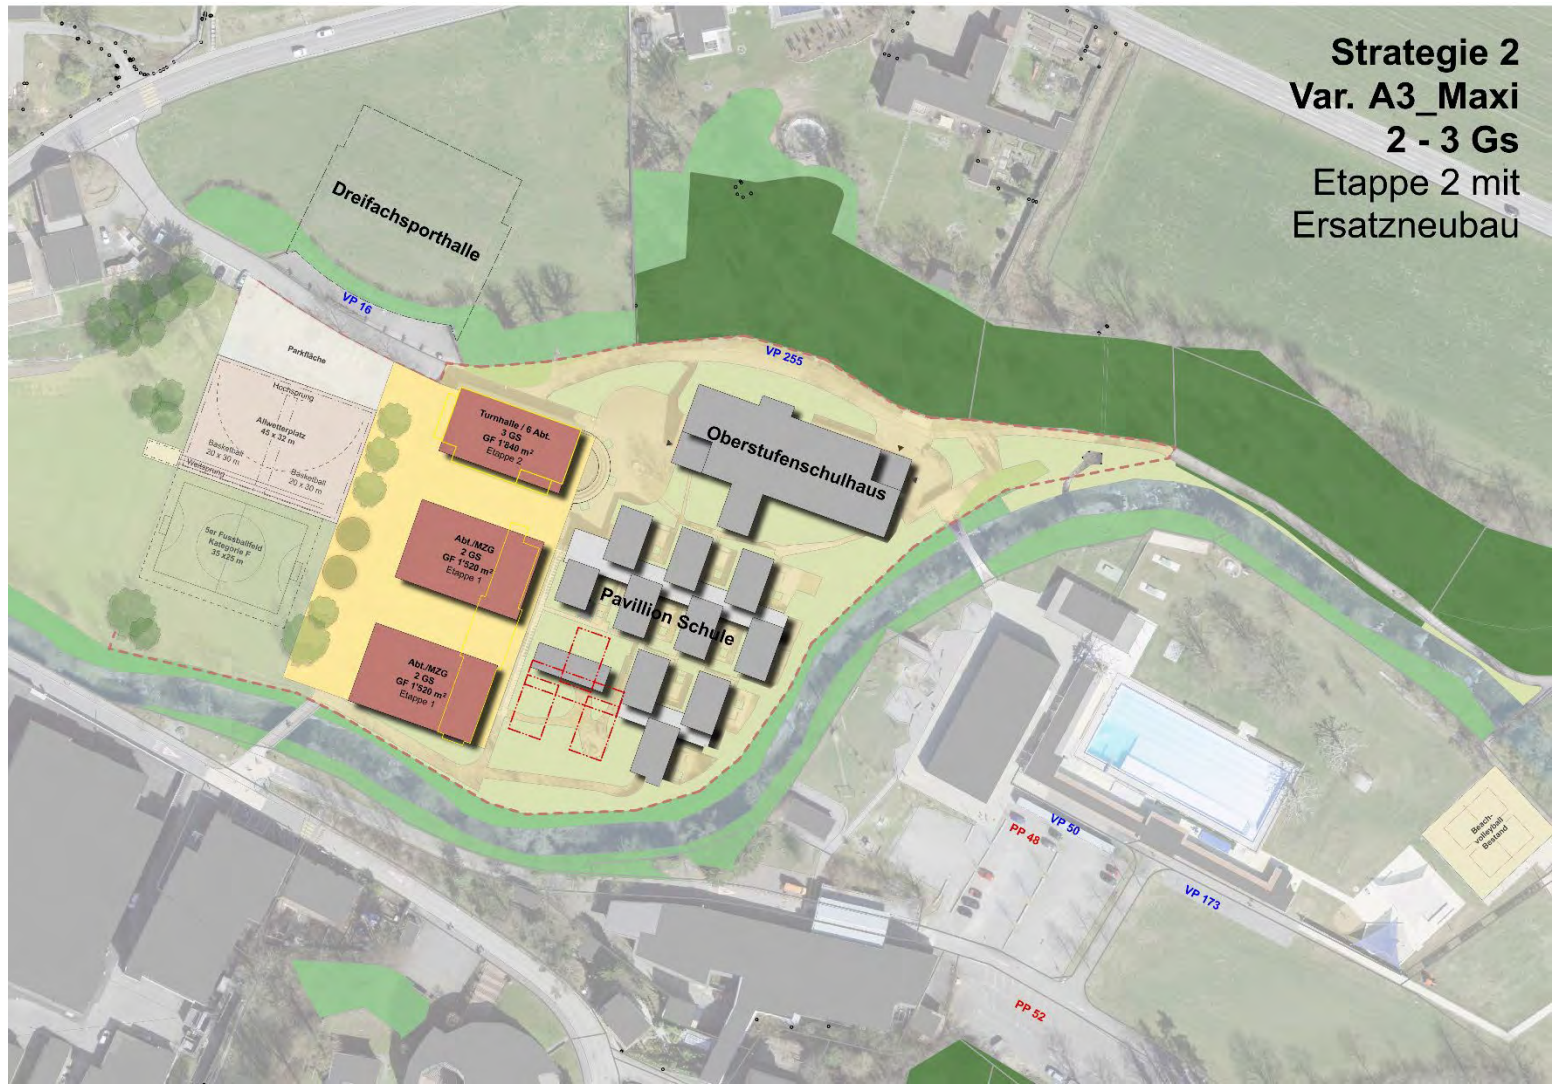 Strategie 2
Var. A3_Maxi
2 - 3 Gs
Etappe 2 mit
Ersatzneubau
Dreifachsporthalle
VP 16
Parkfläche
VP 255
Hochsprung
Allwetterplatz
45 x 32 m
Basketball
20 x 30 m
Weitsprung
Basketball
20 x 30 m
Turnhalle / 6 Abt.
3 GS
GF 1'840 m²
Etappe 2
Oberstufenschulhaus
5er Fussballfeld
Kategorie F
35 x25 m
Abt./MZG
2 GS
GF 1'520 m²
Etappe 1
Pavillion Schule
Abt./MZG
2 GS
GF 1'520 m²
Etappe 1
PP 48
VP 50
Beach-
volleyball
Bestand
VP 173
PP 52